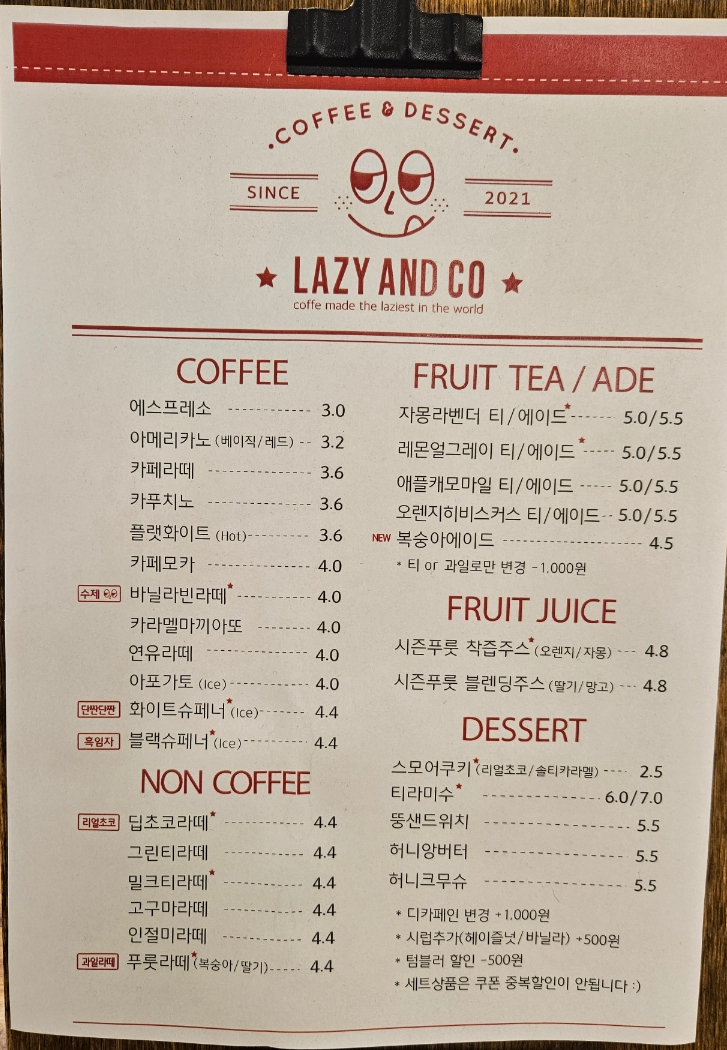 COFFEE & DESSERT
SINCE 2021
LAZY AND CO
coffe made the laziest in the world
COFFEE
에스프레소 3.0
아메리카노 (베이직/레드) 3.2
카페라떼 3.6
카푸치노 3.6
플랫화이트 (Hot) 3.6
카페모카 4.0
수제 바닐라빈라떼* 4.0
카라멜마끼아또 4.0
연유라떼 4.0
아포가토 (Ice) 4.0
단짠단짠 화이트슈페너* (Ice) 4.4
흑임자 블랙슈페너* (Ice) 4.4
NON COFFEE
리얼초코 딥초코라떼* 4.4
그린티라떼 4.4
밀크티라떼* 4.4
고구마라떼 4.4
인절미라떼 4.4
과일라떼 푸룻라떼* (복숭아/딸기) 4.4
FRUIT TEA / ADE
자몽라벤더 티/에이드* 5.0/5.5
레몬얼그레이 티/에이드* 5.0/5.5
애플캐모마일 티/에이드 5.0/5.5
오렌지히비스커스 티/에이드 5.0/5.5
NEW 복숭아에이드 4.5
* 티 or 과일로만 변경 -1,000원
FRUIT JUICE
시즌푸룻 착즙주스* (오렌지/자몽) 4.8
시즌푸룻 블렌딩주스 (딸기/망고) 4.8
DESSERT
스모어쿠키* (리얼초코/솔티카라멜) 2.5
티라미수* 6.0/7.0
뚱샌드위치 5.5
허니앙버터 5.5
허니크무슈 5.5
* 디카페인 변경 +1,000원
* 시럽추가(헤이즐넛/바닐라) +500원
* 텀블러 할인 -500원
* 세트상품은 쿠폰 중복할인이 안됩니다 :)